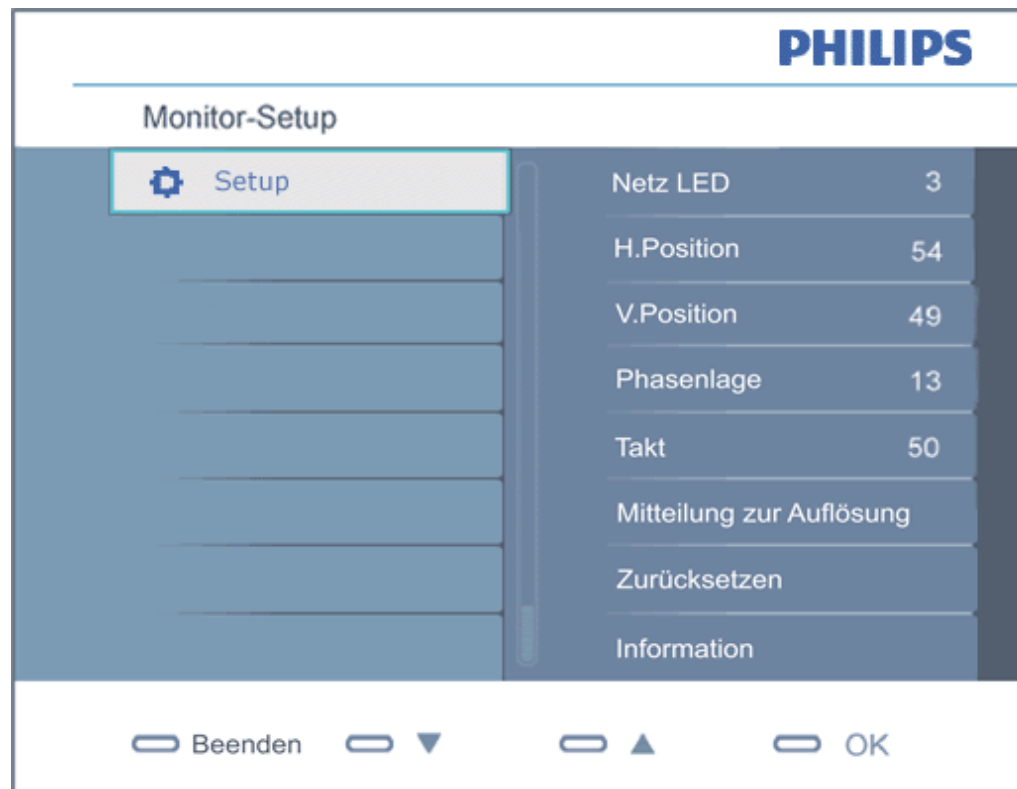 PHILIPS
Monitor-Setup
Setup
Netz LED 3
H.Position 54
V.Position 49
Phasenlage 13
Takt 50
Mitteilung zur Auflösung
Zurücksetzen
Information
Beenden ▼ ▲ OK